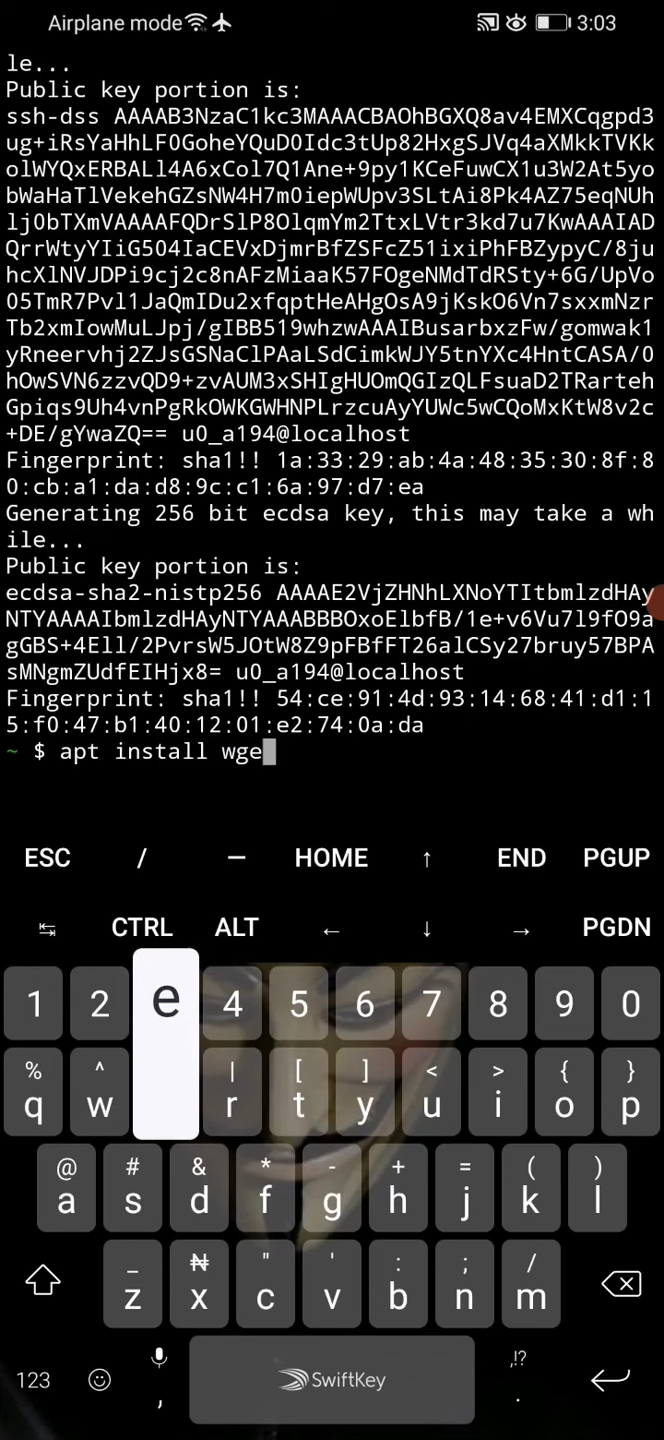 Airplane mode 3:03
le...
Public key portion is:
ssh-dss AAAAB3NzaC1kc3MAAACBAOhBGXQ8av4EMXCqgpd3
ug+iRsYaHhLF0GoheYQuD0Idc3tUp82HxgSJVq4aXMkkTVKk
olWYQxERBALl4A6xCol7Q1Ane+9py1KCeFuwCX1u3W2At5yo
bWaHaTlVekehGZsNW4H7m0iepWUpv3SLtAi8Pk4AZ75eqNUh
lj0bTXmVAAAAFQDrSlP8OlqmYm2TtxLVtr3kd7u7KwAAAIAD
QrrWtyYIiG504IaCEVxDjmrBfZSFcZ51ixiPhFBZypyC/8ju
hcXlNVJDPi9cj2c8nAFzMiaaK57FOgeNMdTdRSty+6G/UpVo
05TmR7Pvl1JaQmIDu2xfqptHeAHgOsA9jKskO6Vn7sxxmNzr
Tb2xmIowMuLJpj/gIBB519whzwAAAIBusarbxzFw/gomwak1
yRneervhj2ZJsGSNaClPAaLSdCimkWJY5tnYXc4HntCASA/0
hOwSVN6zzvQD9+zvAUM3xSHIgHUOmQGIzQLFsuaD2TRarteh
Gpiqs9Uh4vnPgRkOWKGWHNPLrzcuAyYUWc5wCQoMxKtW8v2c
+DE/gYwaZQ== u0_a194@localhost
Fingerprint: sha1!! 1a:33:29:ab:4a:48:35:30:8f:8
0:cb:a1:da:d8:9c:c1:6a:97:d7:ea
Generating 256 bit ecdsa key, this may take a wh
ile...
Public key portion is:
ecdsa-sha2-nistp256 AAAAE2VjZHNhLXNoYTItbmlzdHAy
NTYAAAAIbmlzdHAyNTYAAABBBOxoElbfB/1e+v6Vu7l9fO9a
gGBS+4Ell/2PvrsW5JOtW8Z9pFBfFT26alCSy27bruy57BPA
sMNgmZUdfEIHjx8= u0_a194@localhost
Fingerprint: sha1!! 54:ce:91:4d:93:14:68:41:d1:1
5:f0:47:b1:40:12:01:e2:74:0a:da
~ $ apt install wge
ESC / — HOME ↑ END PGUP
↹ CTRL ALT ← ↓ → PGDN
1 2 e 4 5 6 7 8 9 0
% ^ | [ ] < > { }
q w r t y u i o p
@ # & * - + = ( )
a s d f g h j k l
_ ₦ " ' : ; /
z x c v b n m
123 , SwiftKey ,!? .